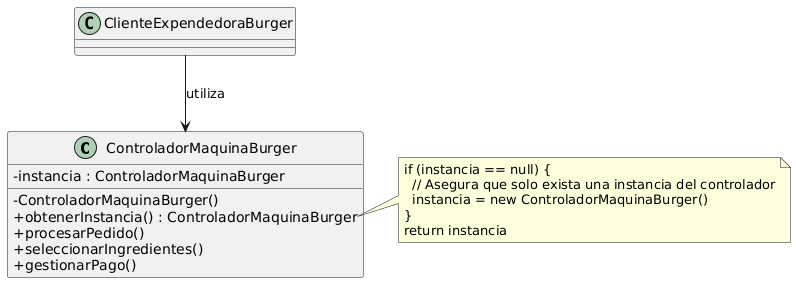 C ClienteExpendedoraBurger
utiliza
C ControladorMaquinaBurger
-instancia : ControladorMaquinaBurger
-ControladorMaquinaBurger()
+obtenerInstancia() : ControladorMaquinaBurger
+procesarPedido()
+seleccionarIngredientes()
+gestionarPago()
if (instancia == null) {
// Asegura que solo exista una instancia del controlador
instancia = new ControladorMaquinaBurger()
}
return instancia